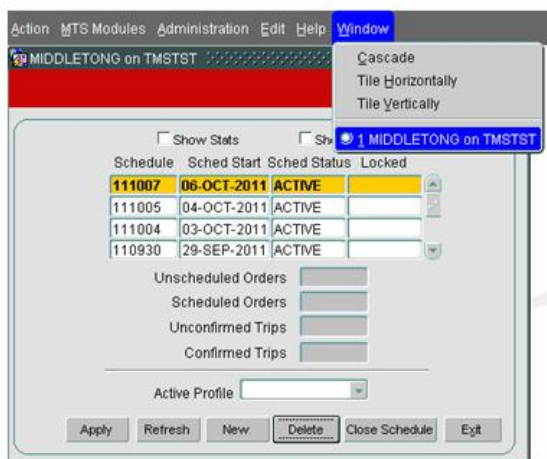 Action MTS Modules Administration Edit Help Window
MIDDLETONG on TMSTST
Cascade
Tile Horizontally
Tile Vertically
1 MIDDLETONG on TMSTST
Show Stats Sh
Schedule Sched Start Sched Status Locked
111007 06-OCT-2011 ACTIVE
111005 04-OCT-2011 ACTIVE
111004 03-OCT-2011 ACTIVE
110930 29-SEP-2011 ACTIVE
Unscheduled Orders
Scheduled Orders
Unconfirmed Trips
Confirmed Trips
Active Profile
Apply Refresh New Delete Close Schedule Exit